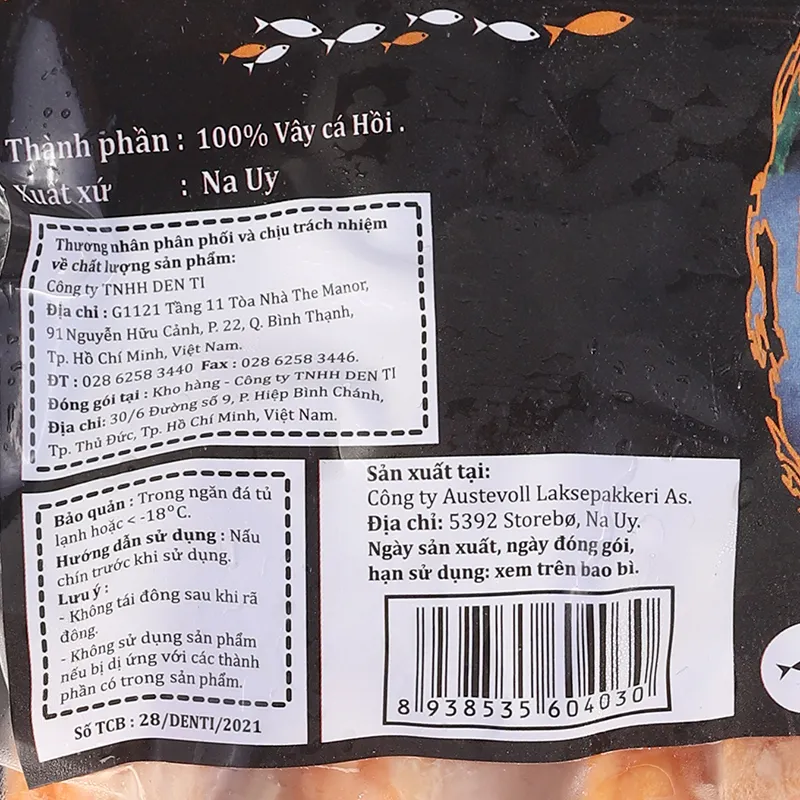 Thành phần : 100% Vây cá Hồi .
Xuất xứ : Na Uy
Thương nhân phân phối và chịu trách nhiệm
về chất lượng sản phẩm:
Công ty TNHH DEN TI
Địa chỉ : G1121 Tầng 11 Tòa Nhà The Manor,
91 Nguyễn Hữu Cảnh, P. 22, Q. Bình Thạnh,
Tp. Hồ Chí Minh, Việt Nam.
ĐT : 028 6258 3440 Fax : 028 6258 3446.
Đóng gói tại : Kho hàng - Công ty TNHH DEN TI
Địa chỉ: 30/6 Đường số 9, P. Hiệp Bình Chánh,
Tp. Thủ Đức, Tp. Hồ Chí Minh, Việt Nam.
Bảo quản : Trong ngăn đá tủ
lạnh hoặc < -18°C.
Hướng dẫn sử dụng : Nấu
chín trước khi sử dụng.
Lưu ý :
- Không tái đông sau khi rã
đông.
- Không sử dụng sản phẩm
nếu bị dị ứng với các thành
phần có trong sản phẩm.
Số TCB : 28/DENTI/2021
Sản xuất tại:
Công ty Austevoll Laksepakkeri As.
Địa chỉ: 5392 Storebø, Na Uy.
Ngày sản xuất, ngày đóng gói,
hạn sử dụng: xem trên bao bì.
8 938535 604030